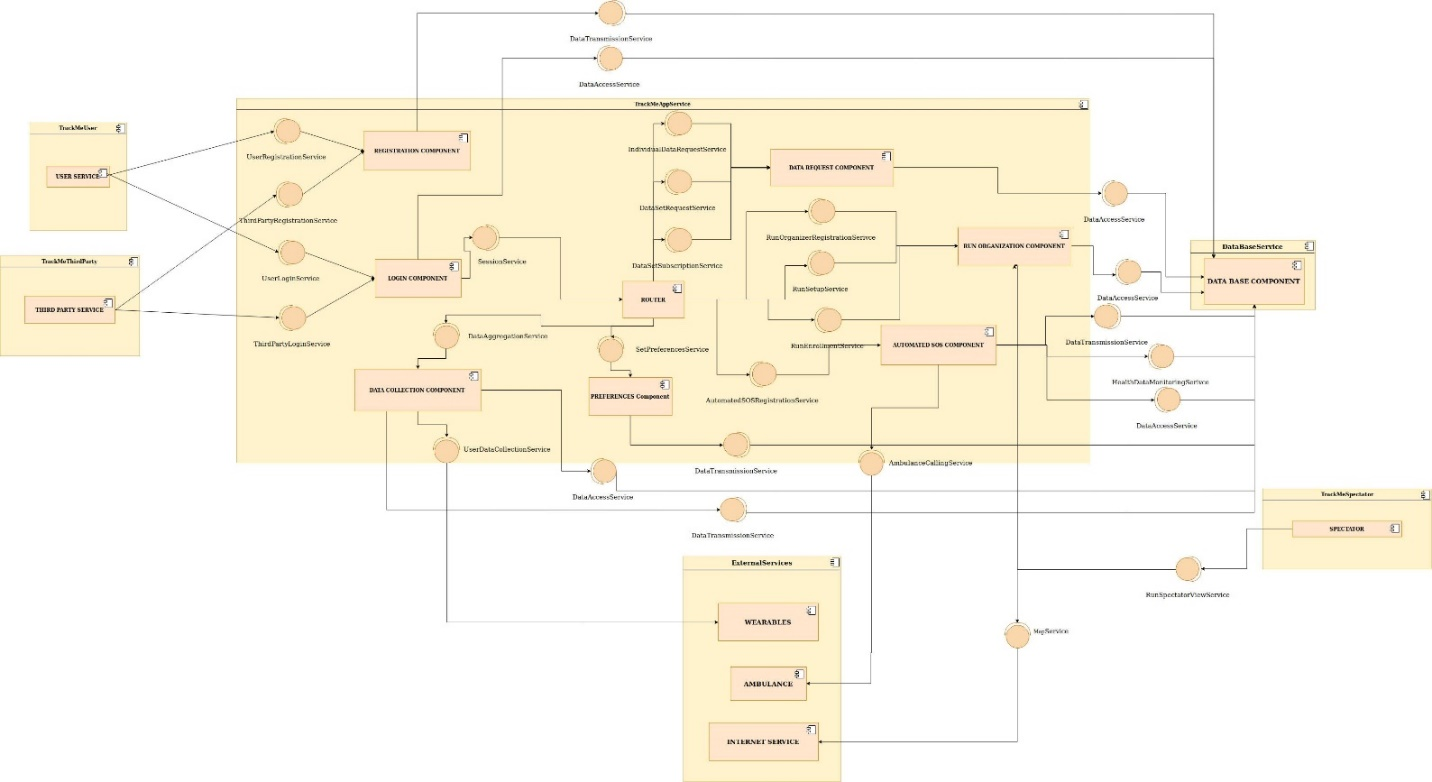 DataTransmissionService
DataAccessService
TrackMeAppService
TrackMeUser
USER SERVICE
UserRegistrationService
REGISTRATION COMPONENT
IndividualDataRequestService
DATA REQUEST COMPONENT
ThirdPartyRegistrationService
DataSetRequestService
DataAccessService
TrackMeThirdParty
THIRD PARTY SERVICE
UserLoginService
LOGIN COMPONENT
SessionService
DataSetSubscriptionService
RunOrganizerRegistrationService
RUN ORGANIZATION COMPONENT
DataBaseService
DATA BASE COMPONENT
RunSetupService
DataAccessService
ROUTER
ThirdPartyLoginService
DataAggregationService
SetPreferencesService
RunEnrollmentService
AUTOMATED SOS COMPONENT
DataTransmissionService
HealthDataMonitoringSerivce
DATA COLLECTION COMPONENT
PREFERENCES Component
AutomatedSOSRegistrationService
DataAccessService
UserDataCollectionService
DataTransmissionService
AmbulanceCallingService
DataAccessService
DataTransmissionService
TrackMeSpectator
SPECTATOR
ExternalServices
RunSpectatorViewService
WEARABLES
MapService
AMBULANCE
INTERNET SERVICE